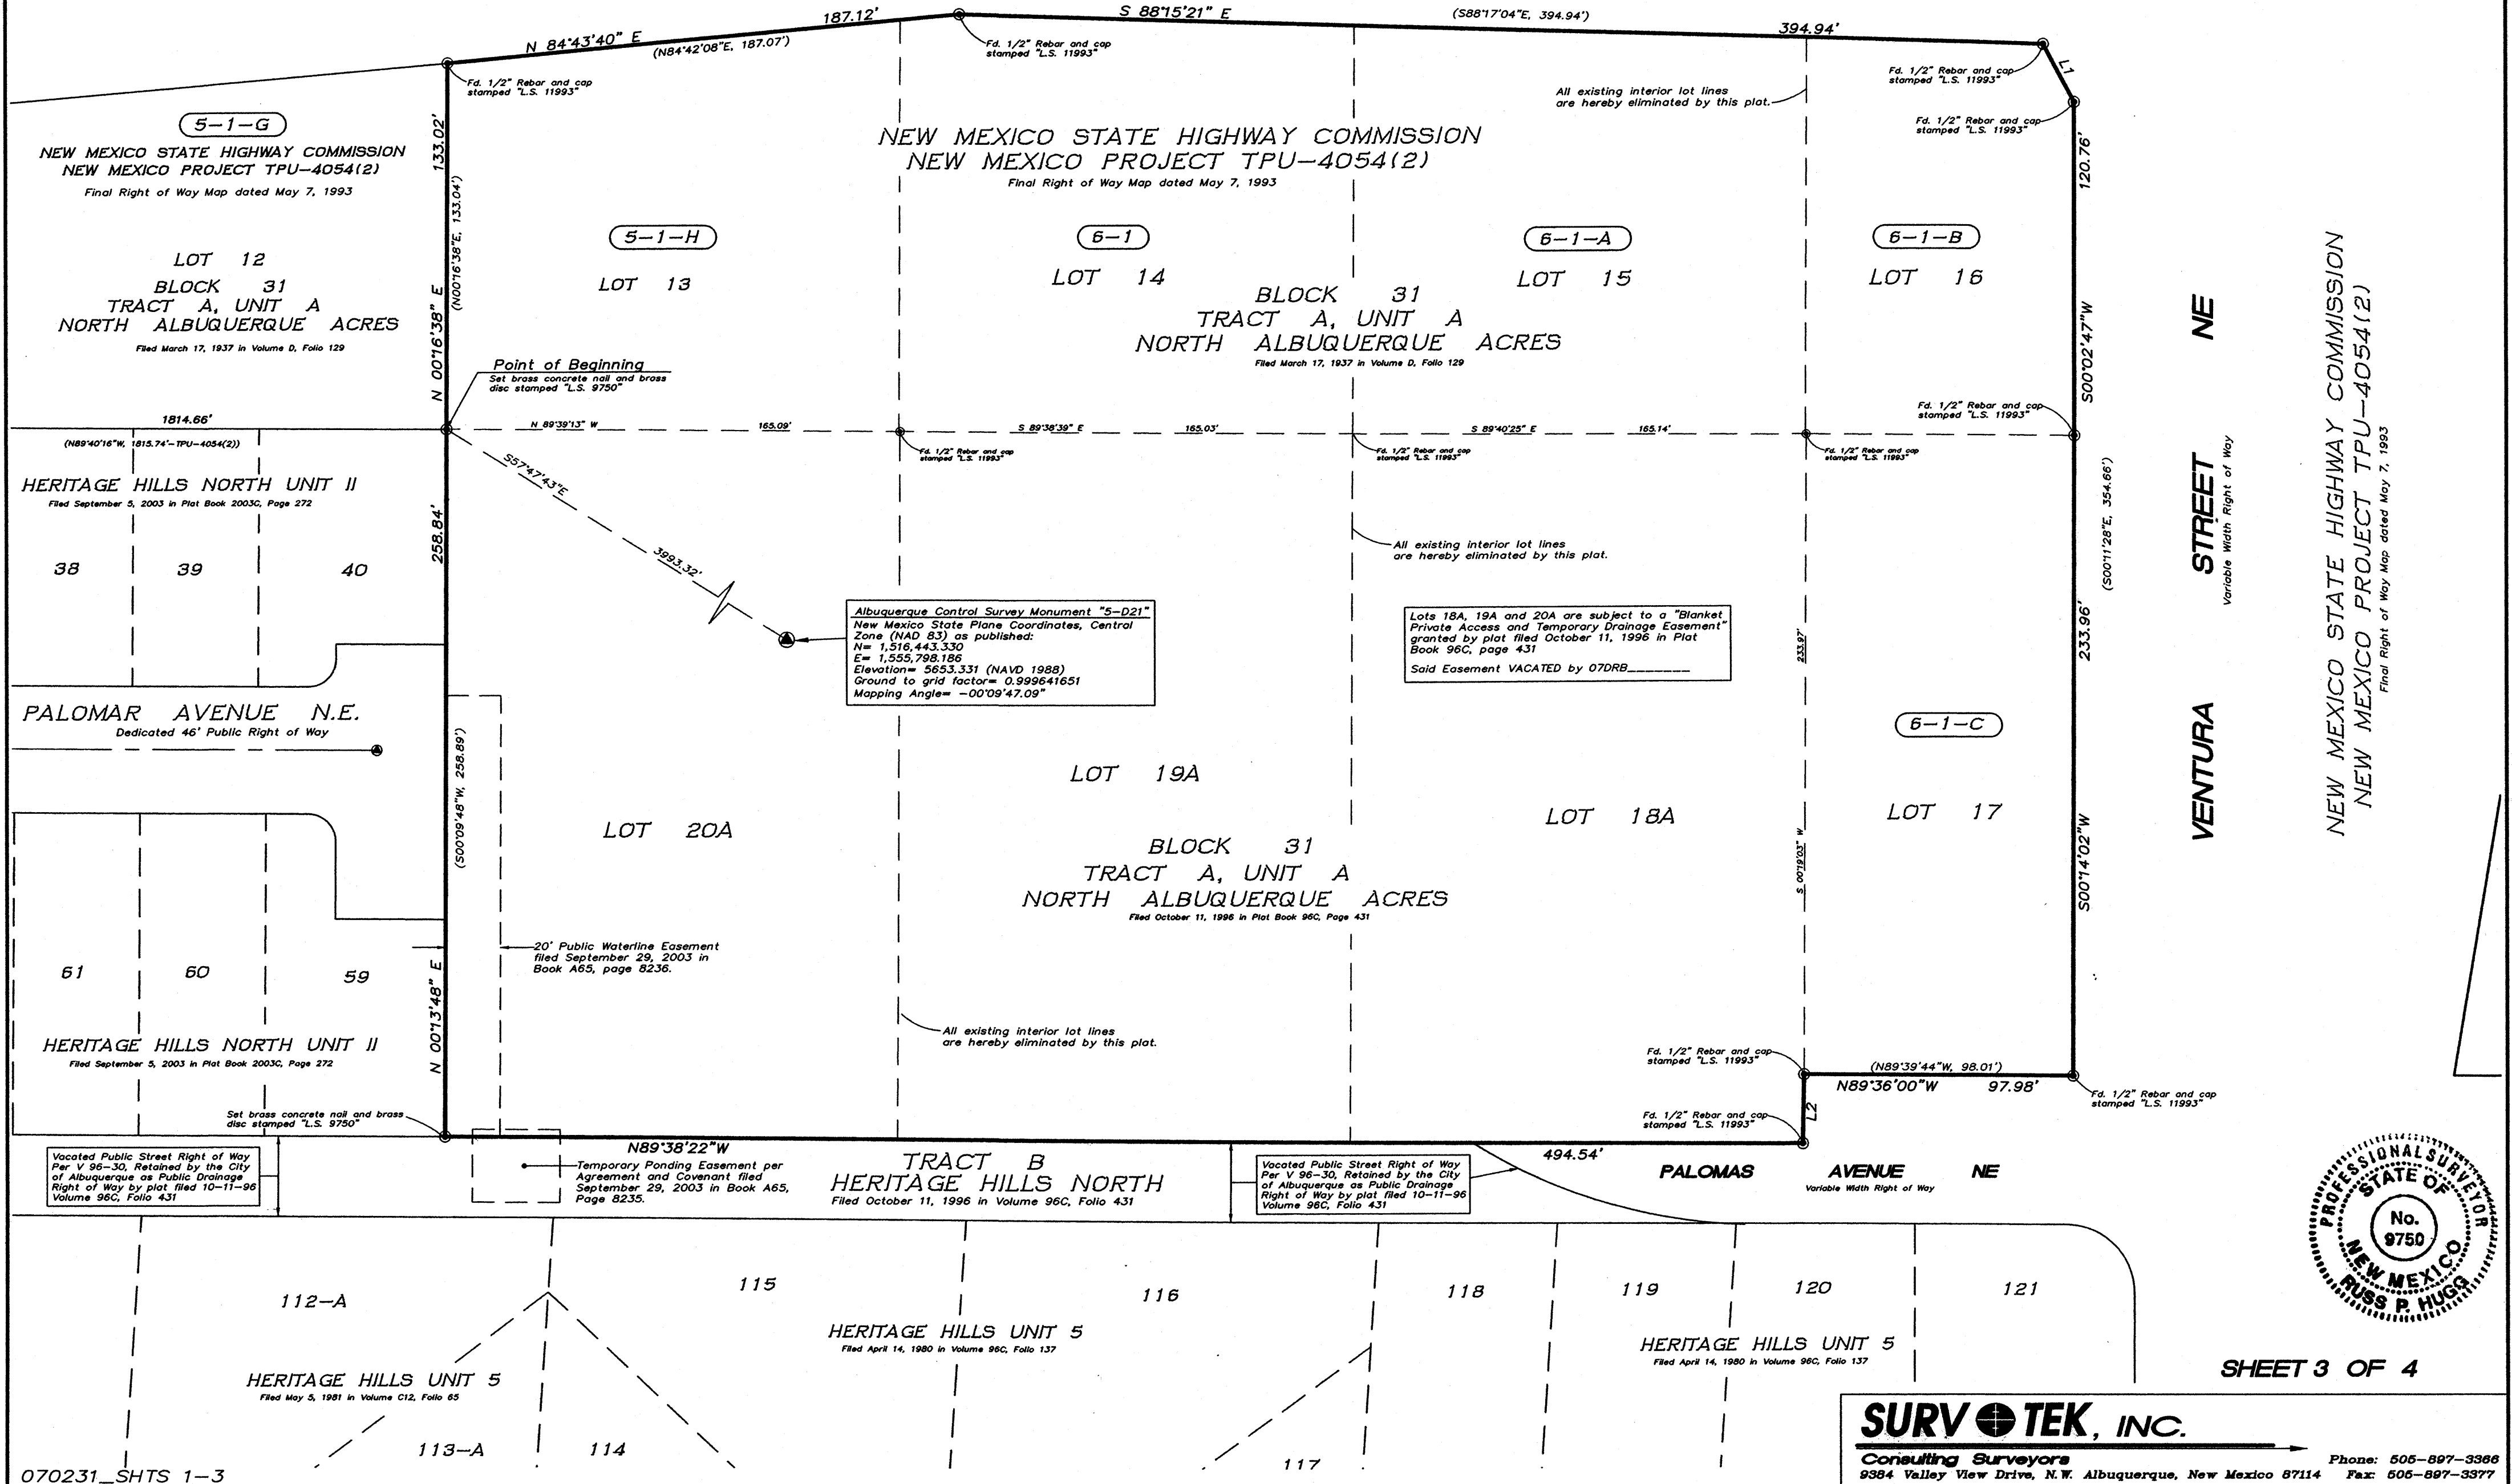 N 84°43'40" E
187.12'
(N84°42'08"E, 187.07')
S 88°15'21" E
(S88°17'04"E, 394.94')
394.94'
Fd. 1/2" Rebar and cap
stamped "L.S. 11993"
Fd. 1/2" Rebar and cap
stamped "L.S. 11993"
Fd. 1/2" Rebar and cap
stamped "L.S. 11993"
L1
Fd. 1/2" Rebar and cap
stamped "L.S. 11993"
All existing interior lot lines
are hereby eliminated by this plat.
5-1-G
NEW MEXICO STATE HIGHWAY COMMISSION
NEW MEXICO PROJECT TPU-4054(2)
Final Right of Way Map dated May 7, 1993
LOT 12
BLOCK 31
TRACT A, UNIT A
NORTH ALBUQUERQUE ACRES
Filed March 17, 1937 in Volume D, Folio 129
133.02'
(N00°16'38"E, 133.04')
N 00°16'38" E
NEW MEXICO STATE HIGHWAY COMMISSION
NEW MEXICO PROJECT TPU-4054(2)
Final Right of Way Map dated May 7, 1993
5-1-H
LOT 13
6-1
LOT 14
6-1-A
LOT 15
6-1-B
LOT 16
BLOCK 31
TRACT A, UNIT A
NORTH ALBUQUERQUE ACRES
Filed March 17, 1937 in Volume D, Folio 129
120.76'
S00°02'47"W
Point of Beginning
Set brass concrete nail and brass
disc stamped "L.S. 9750"
1814.66'
(N89°40'16"W, 1815.74'-TPU-4054(2))
N 89°39'13" W
165.09'
S 89°38'39" E
165.03'
S 89°40'25" E
165.14'
Fd. 1/2" Rebar and cap
stamped "L.S. 11993"
Fd. 1/2" Rebar and cap
stamped "L.S. 11993"
Fd. 1/2" Rebar and cap
stamped "L.S. 11993"
Fd. 1/2" Rebar and cap
stamped "L.S. 11993"
HERITAGE HILLS NORTH UNIT II
Filed September 5, 2003 in Plat Book 2003C, Page 272
38
39
40
258.84'
S57°47'43"E
3993.32'
Albuquerque Control Survey Monument "5-D21"
New Mexico State Plane Coordinates, Central
Zone (NAD 83) as published:
N= 1,516,443.330
E= 1,555,798.186
Elevation= 5653.331 (NAVD 1988)
Ground to grid factor= 0.999641651
Mapping Angle= -00°09'47.09"
All existing interior lot lines
are hereby eliminated by this plat.
Lots 18A, 19A and 20A are subject to a "Blanket
Private Access and Temporary Drainage Easement"
granted by plat filed October 11, 1996 in Plat
Book 96C, page 431
Said Easement VACATED by 07DRB_______
233.97'
S 00°19'03" W
(S00°11'28"E, 354.66')
233.96'
S00°14'02"W
VENTURA STREET NE
Variable Width Right of Way
NEW MEXICO STATE HIGHWAY COMMISSION
NEW MEXICO PROJECT TPU-4054(2)
Final Right of Way Map dated May 7, 1993
PALOMAR AVENUE N.E.
Dedicated 46' Public Right of Way
(S00°09'48"W, 258.89')
N 00°13'48" E
6-1-C
LOT 17
LOT 18A
LOT 19A
LOT 20A
BLOCK 31
TRACT A, UNIT A
NORTH ALBUQUERQUE ACRES
Filed October 11, 1996 in Plat Book 96C, Page 431
61
60
59
HERITAGE HILLS NORTH UNIT II
Filed September 5, 2003 in Plat Book 2003C, Page 272
20' Public Waterline Easement
filed September 29, 2003 in
Book A65, page 8236.
All existing interior lot lines
are hereby eliminated by this plat.
Fd. 1/2" Rebar and cap
stamped "L.S. 11993"
(N89°39'44"W, 98.01')
N89°36'00"W 97.98'
Fd. 1/2" Rebar and cap
stamped "L.S. 11993"
Set brass concrete nail and brass
disc stamped "L.S. 9750"
Fd. 1/2" Rebar and cap
stamped "L.S. 11993"
L2
N89°38'22"W
494.54'
Vacated Public Street Right of Way
Per V 96-30, Retained by the City
of Albuquerque as Public Drainage
Right of Way by plat filed 10-11-96
Volume 96C, Folio 431
Temporary Ponding Easement per
Agreement and Covenant filed
September 29, 2003 in Book A65,
Page 8235.
TRACT B
HERITAGE HILLS NORTH
Filed October 11, 1996 in Volume 96C, Folio 431
Vacated Public Street Right of Way
Per V 96-30, Retained by the City
of Albuquerque as Public Drainage
Right of Way by plat filed 10-11-96
Volume 96C, Folio 431
PALOMAS AVENUE NE
Variable Width Right of Way
PROFESSIONAL SURVEYOR
STATE OF
No.
9750
NEW MEXICO
RUSS P. HUGG
112-A
115
116
118
119
120
121
HERITAGE HILLS UNIT 5
Filed April 14, 1980 in Volume 96C, Folio 137
HERITAGE HILLS UNIT 5
Filed April 14, 1980 in Volume 96C, Folio 137
HERITAGE HILLS UNIT 5
Filed May 5, 1981 in Volume C12, Folio 65
113-A
114
117
SHEET 3 OF 4
SURV TEK, INC.
Consulting Surveyors
Phone: 505-897-3366
9384 Valley View Drive, N.W. Albuquerque, New Mexico 87114 Fax: 505-897-3377
070231_SHTS 1-3